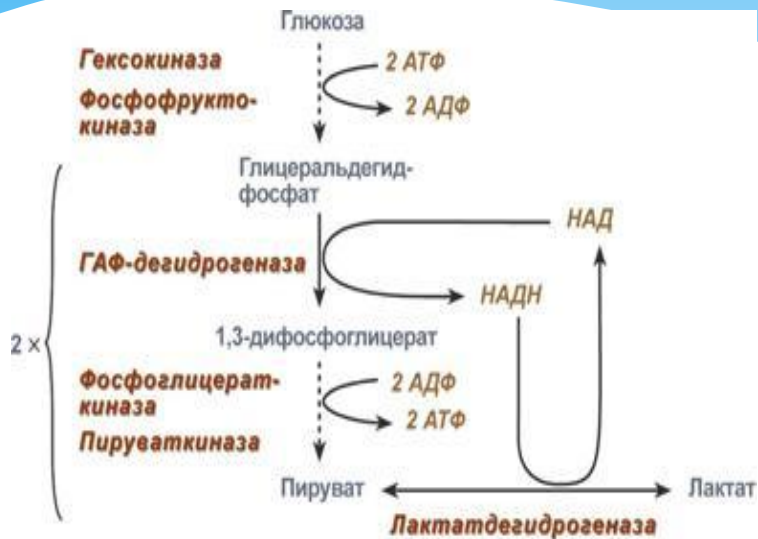 Глюкоза
Гексокиназа
2 АТФ
Фосфофрукто-
киназа
2 АДФ
Глицеральдегид-
фосфат
НАД
ГАФ-дегидрогеназа
НАДН
1,3-дифосфоглицерат
2 ×
Фосфоглицерат-
киназа
2 АДФ
2 АТФ
Пируваткиназа
Пируват
Лактат
Лактатдегидрогеназа